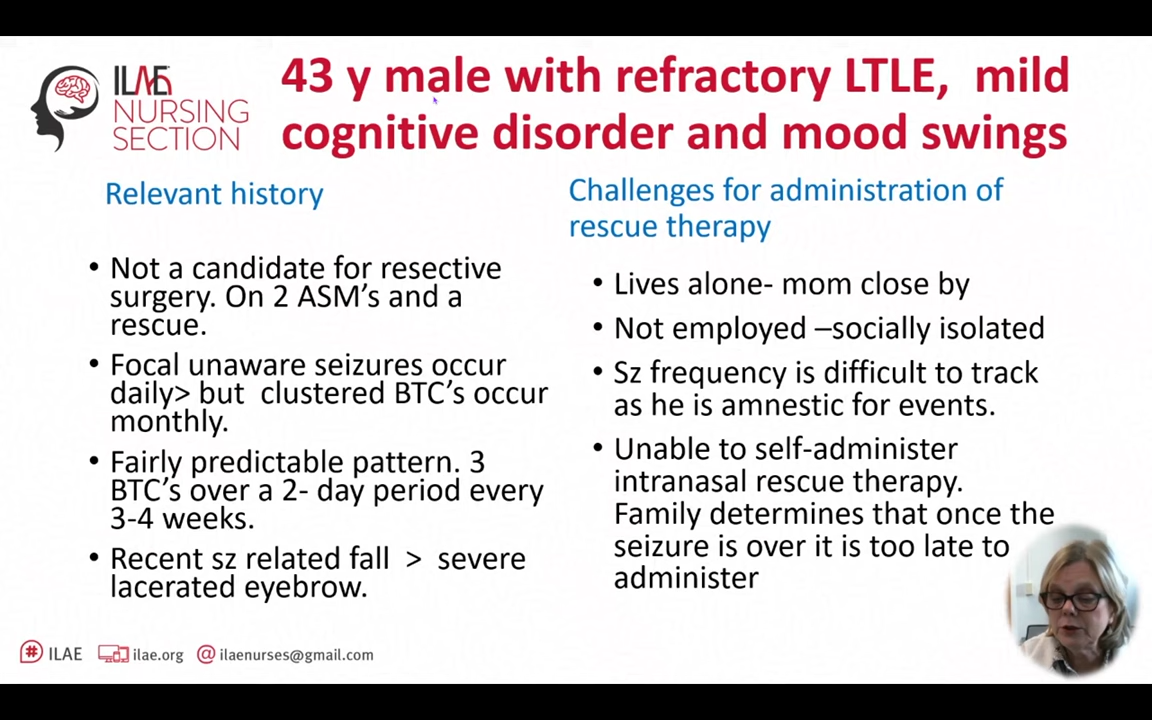 ILAE
NURSING
SECTION
43 y male with refractory LTLE, mild
cognitive disorder and mood swings
Relevant history
• Not a candidate for resective
surgery. On 2 ASM's and a
rescue.
• Focal unaware seizures occur
daily> but clustered BTC's occur
monthly.
• Fairly predictable pattern. 3
BTC's over a 2- day period every
3-4 weeks.
• Recent sz related fall > severe
lacerated eyebrow.
Challenges for administration of
rescue therapy
• Lives alone- mom close by
• Not employed –socially isolated
• Sz frequency is difficult to track
as he is amnestic for events.
• Unable to self-administer
intranasal rescue therapy.
Family determines that once the
seizure is over it is too late to
administer
# ILAE
ilae.org
@ ilaenurses@gmail.com